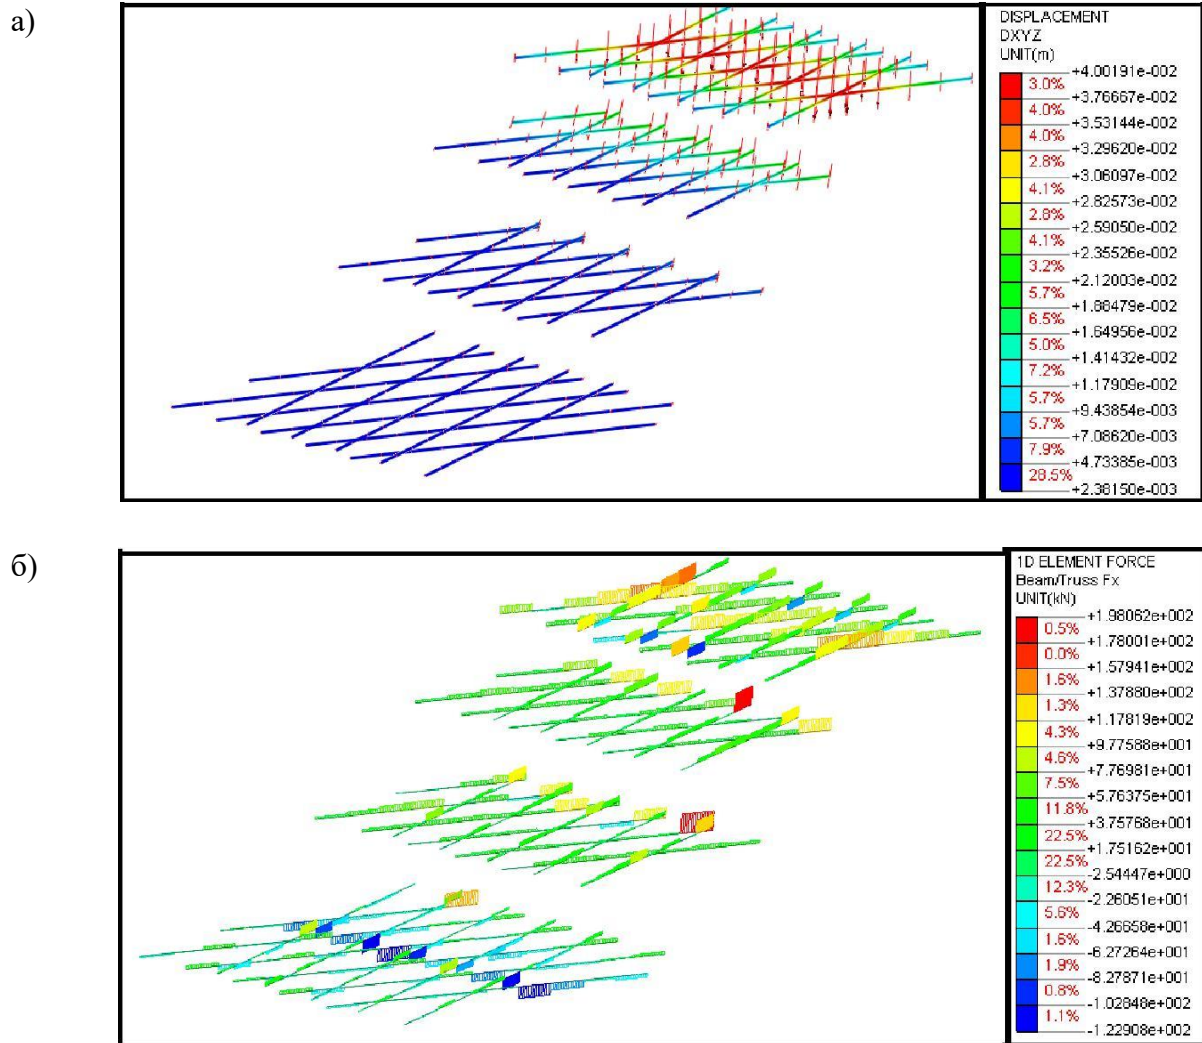 а)
DISPLACEMENT
DXYZ
UNIT(m)
+4.00191e-002
3.0%
+3.76667e-002
4.0%
+3.53144e-002
4.0%
+3.29620e-002
2.8%
+3.06097e-002
4.1%
+2.82573e-002
2.8%
+2.59050e-002
4.1%
+2.35526e-002
3.2%
+2.12003e-002
5.7%
+1.88479e-002
6.5%
+1.64956e-002
5.0%
+1.41432e-002
7.2%
+1.17909e-002
5.7%
+9.43854e-003
5.7%
+7.08620e-003
7.9%
+4.73385e-003
28.5%
+2.38150e-003
б)
1D ELEMENT FORCE
Beam/Truss Fx
UNIT(kN)
+1.98062e+002
0.5%
+1.78001e+002
0.0%
+1.57941e+002
1.6%
+1.37880e+002
1.3%
+1.17819e+002
4.3%
+9.77588e+001
4.6%
+7.76981e+001
7.5%
+5.76375e+001
11.8%
+3.75768e+001
22.5%
+1.75162e+001
22.5%
-2.54447e+000
12.3%
-2.26051e+001
5.6%
-4.26658e+001
1.6%
-6.27264e+001
1.9%
-8.27871e+001
0.8%
-1.02848e+002
1.1%
-1.22908e+002